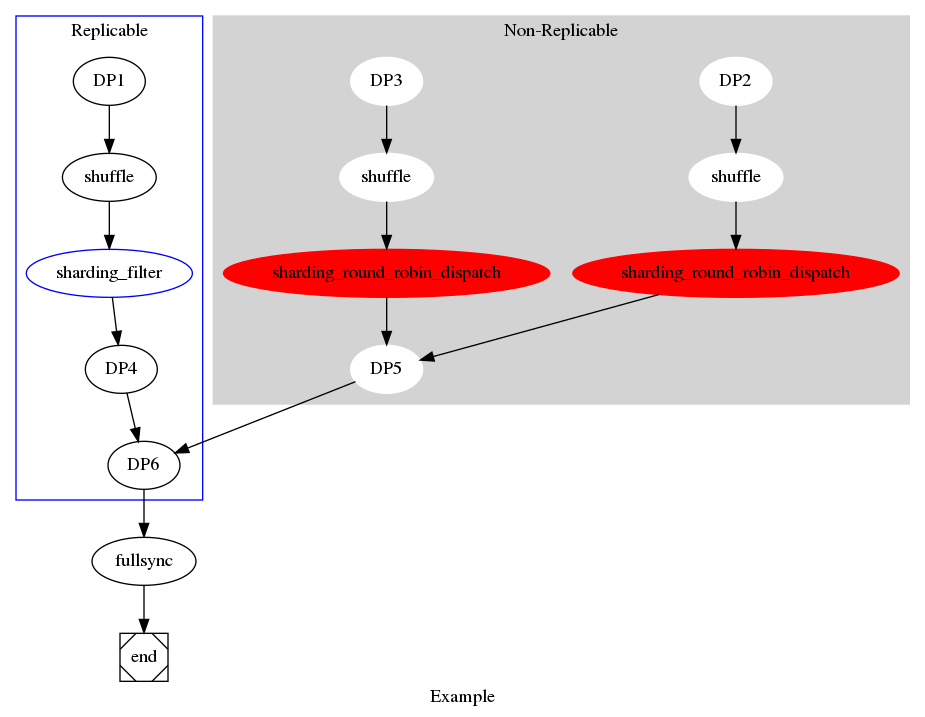 Replicable
Non-Replicable
DP1
DP3
DP2
shuffle
shuffle
shuffle
sharding_filter
sharding_round_robin_dispatch
sharding_round_robin_dispatch
DP4
DP5
DP6
fullsync
end
Example